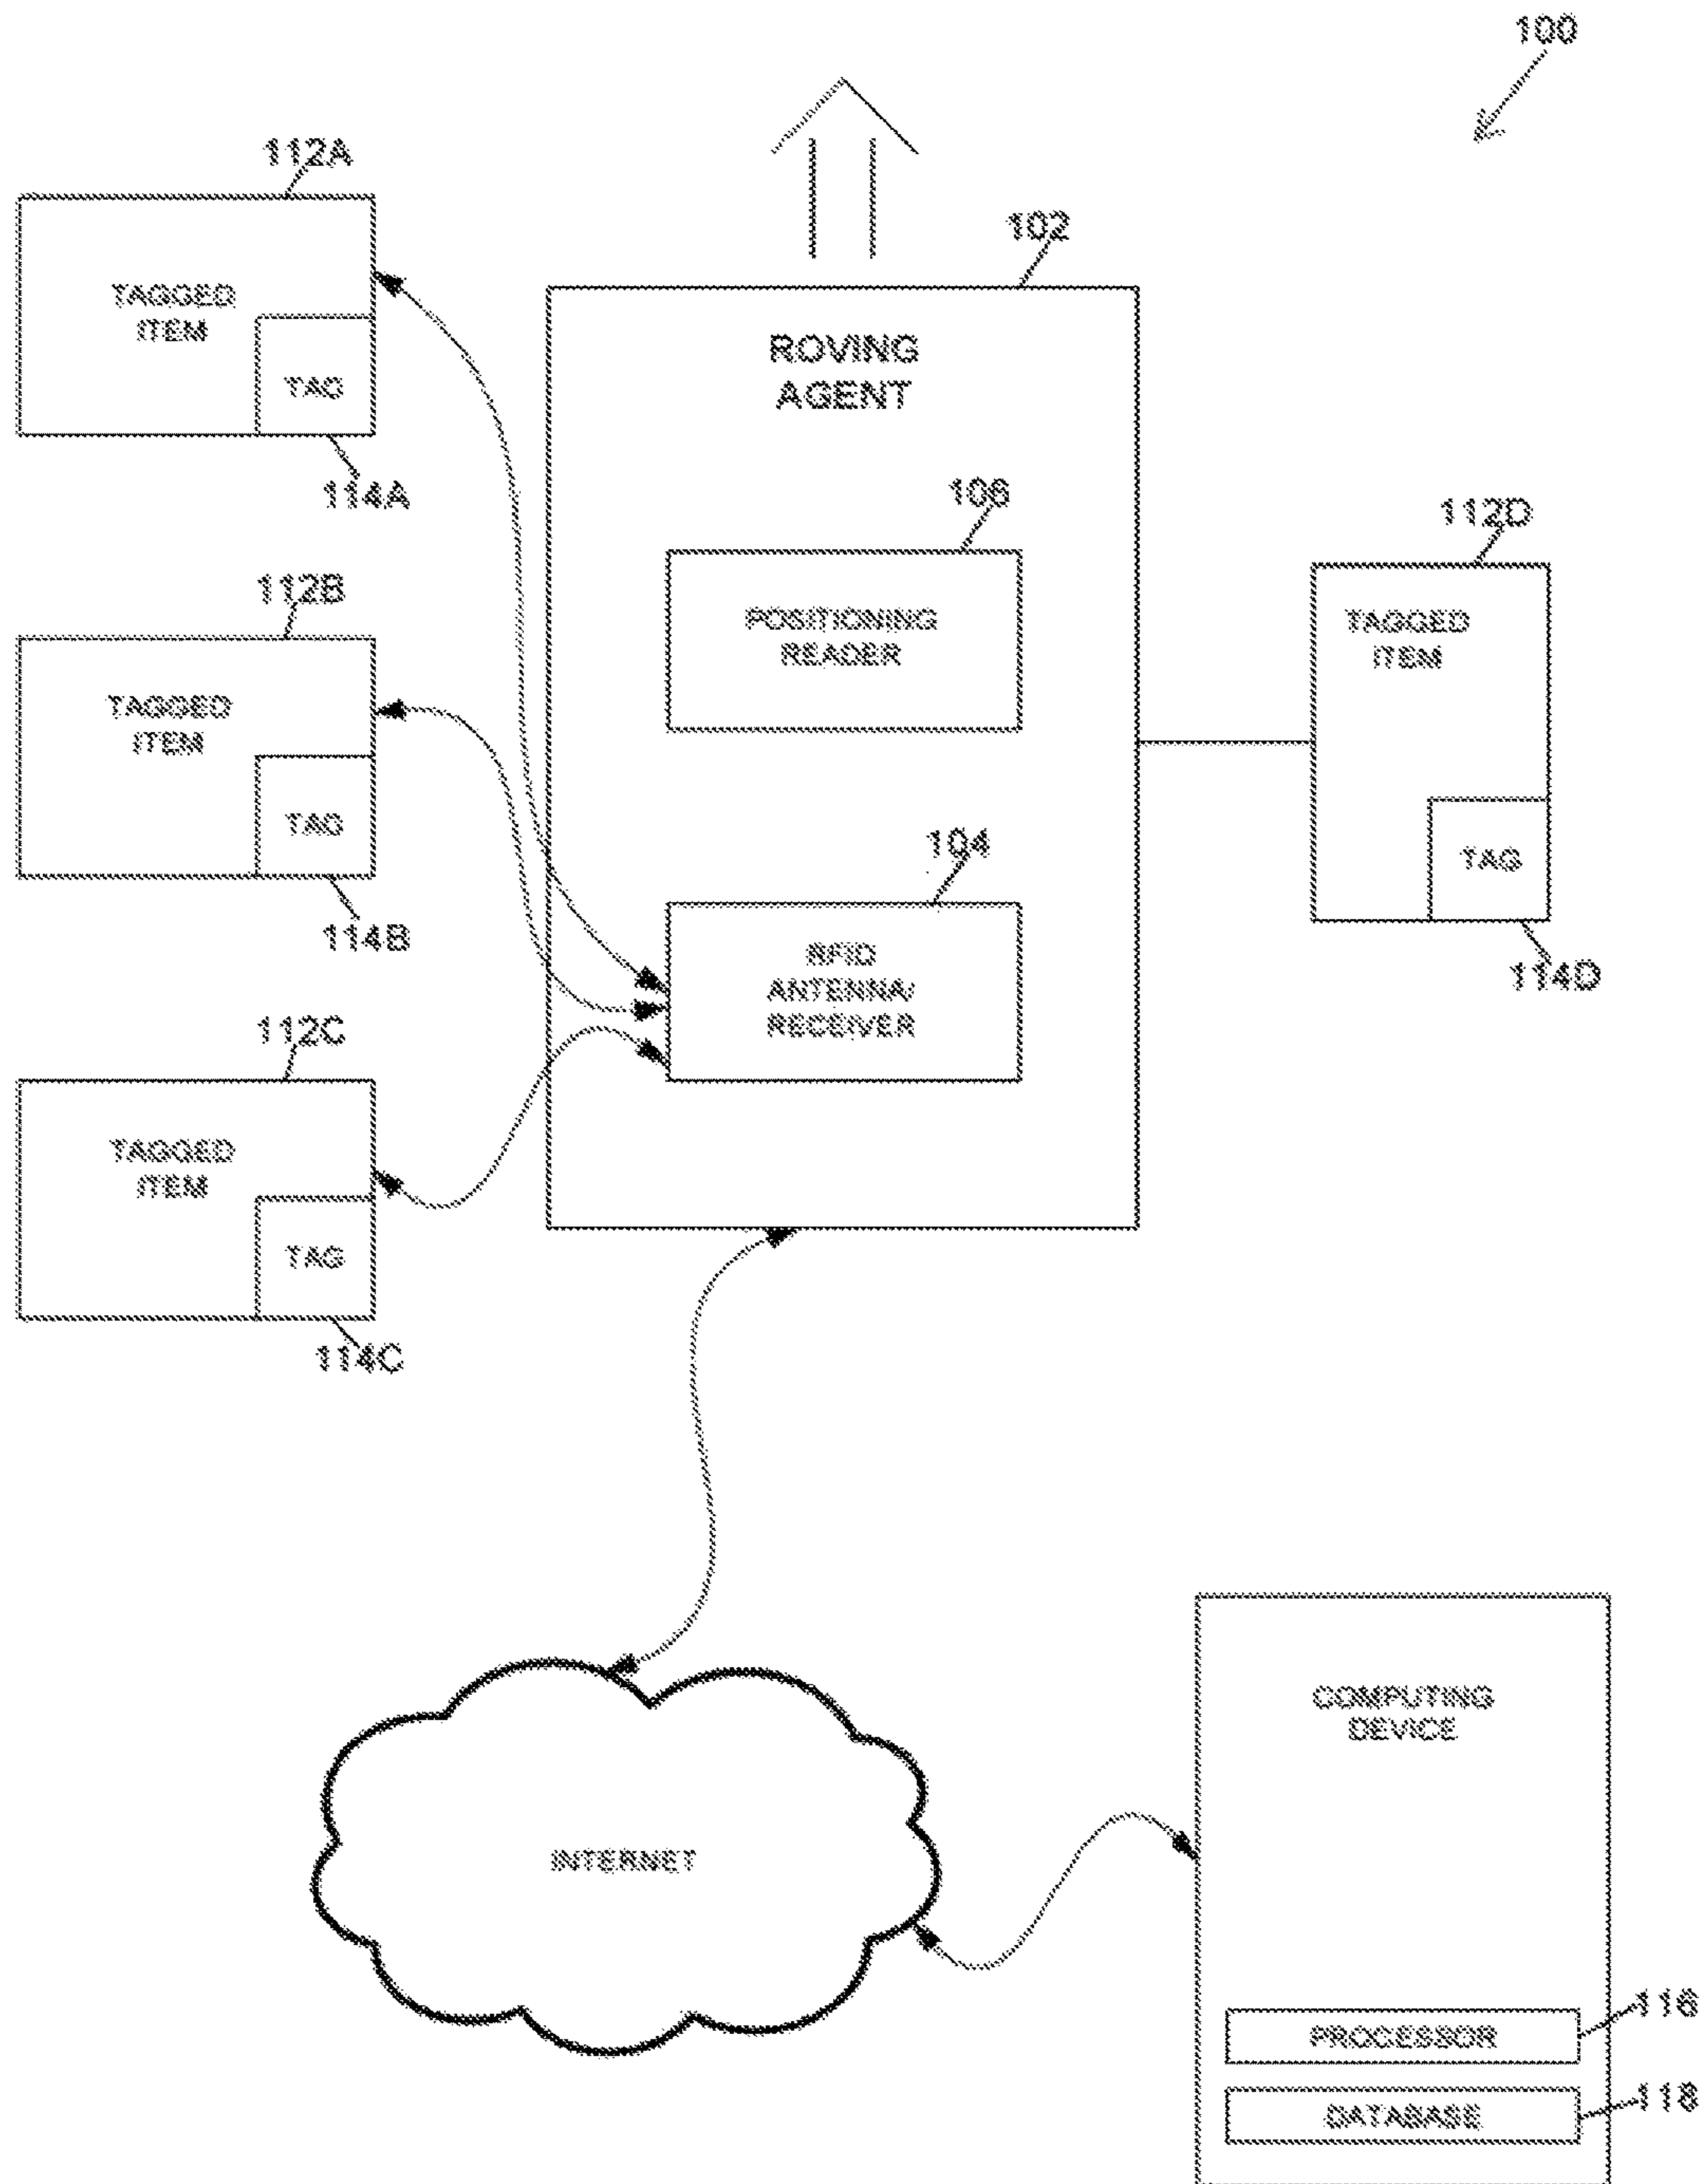 100
112A
TAGGED
ITEM
TAG
114A
102
ROVING
AGENT
106
POSITIONING
READER
112D
TAGGED
ITEM
TAG
114D
112B
TAGGED
ITEM
TAG
114B
104
RFID
ANTENNA/
RECEIVER
112C
TAGGED
ITEM
TAG
114C
COMPUTING
DEVICE
INTERNET
PROCESSOR
116
DATABASE
118